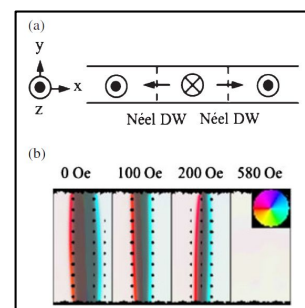 (a)
y
x
z
Néel DW Néel DW
(b)
0 Oe 100 Oe 200 Oe 580 Oe